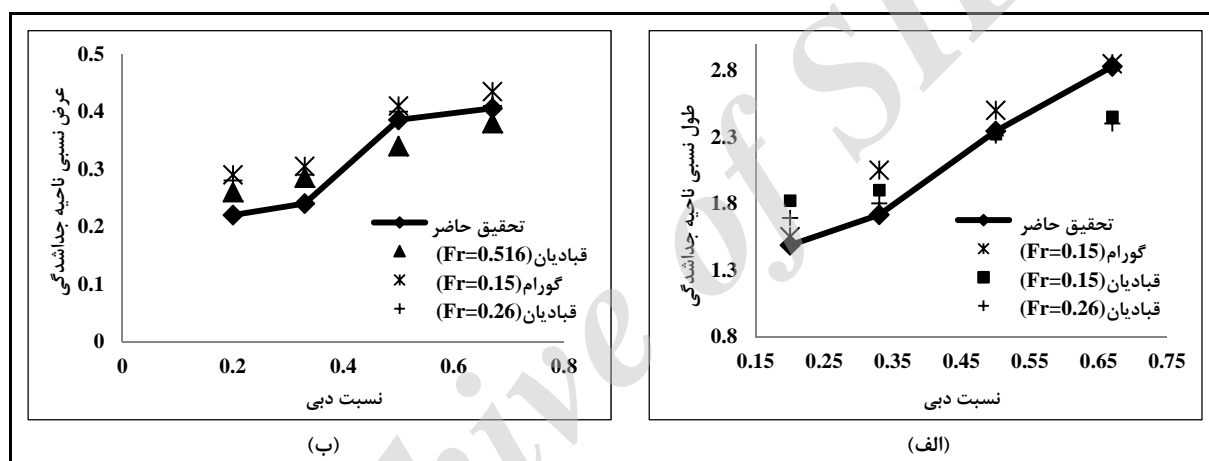 طول نسبی ناحیه جداشدگی
2.8
2.3
1.8
1.3
0.8
0.15
0.25
0.35
0.45
0.55
0.65
0.75
نسبت دبی
تحقیق حاضر
گورام(Fr=0.15)
قبادیان(Fr=0.15)
قبادیان(Fr=0.26)
(الف)
عرض نسبی ناحیه جداشدگی
0.5
0.4
0.3
0.2
0.1
0
0
0.2
0.4
0.6
0.8
نسبت دبی
تحقیق حاضر
قبادیان(Fr=0.516)
گورام(Fr=0.15)
قبادیان(Fr=0.26)
(ب)
hive of SI